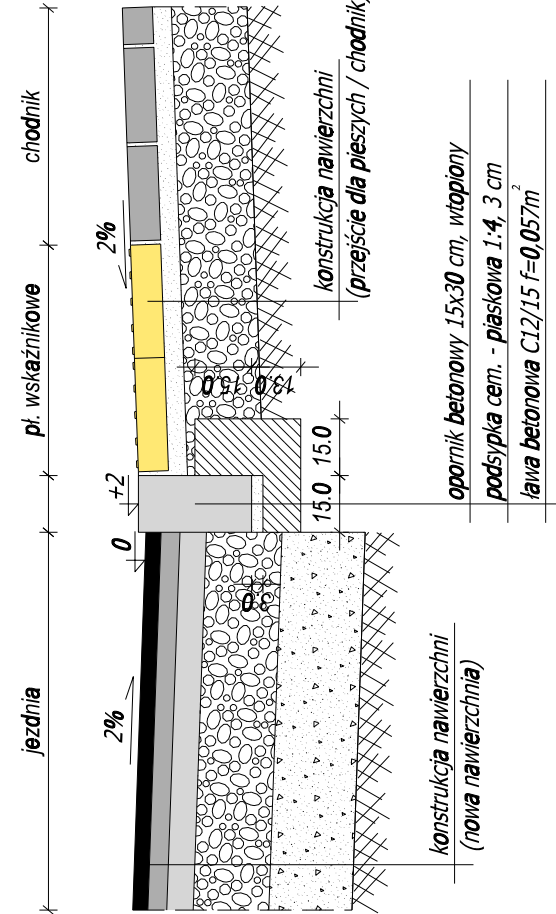 jezdnia
pł. wskaźnikowe
chodnik
2%
0
+2
2%
3.0
15.0
15.0
15.0
13.0
konstrukcja nawierzchni
(przejście dla pieszych / chodnik)
konstrukcja nawierzchni
(nowa nawierzchnia)
opornik betonowy 15x30 cm, wtopiony
podsypka cem. - piaskowa 1:4, 3 cm
ława betonowa C12/15 f=0,057m²